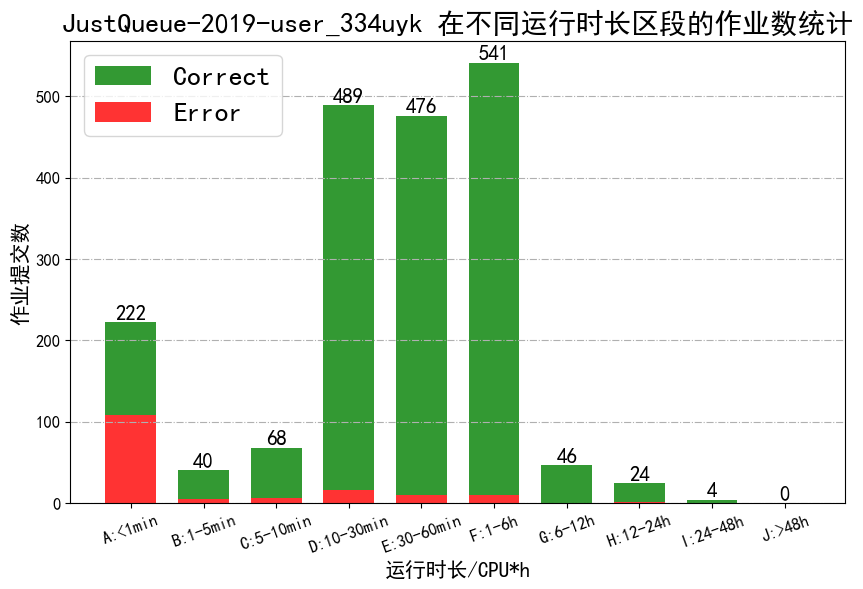 JustQueue-2019-user_334uyk 在不同运行时长区段的作业数统计
Correct
Error
作业提交数
500
400
300
200
100
0
222
40
68
489
476
541
46
24
4
0
A:<1min
B:1-5min
C:5-10min
D:10-30min
E:30-60min
F:1-6h
G:6-12h
H:12-24h
I:24-48h
J:>48h
运行时长/CPU*h